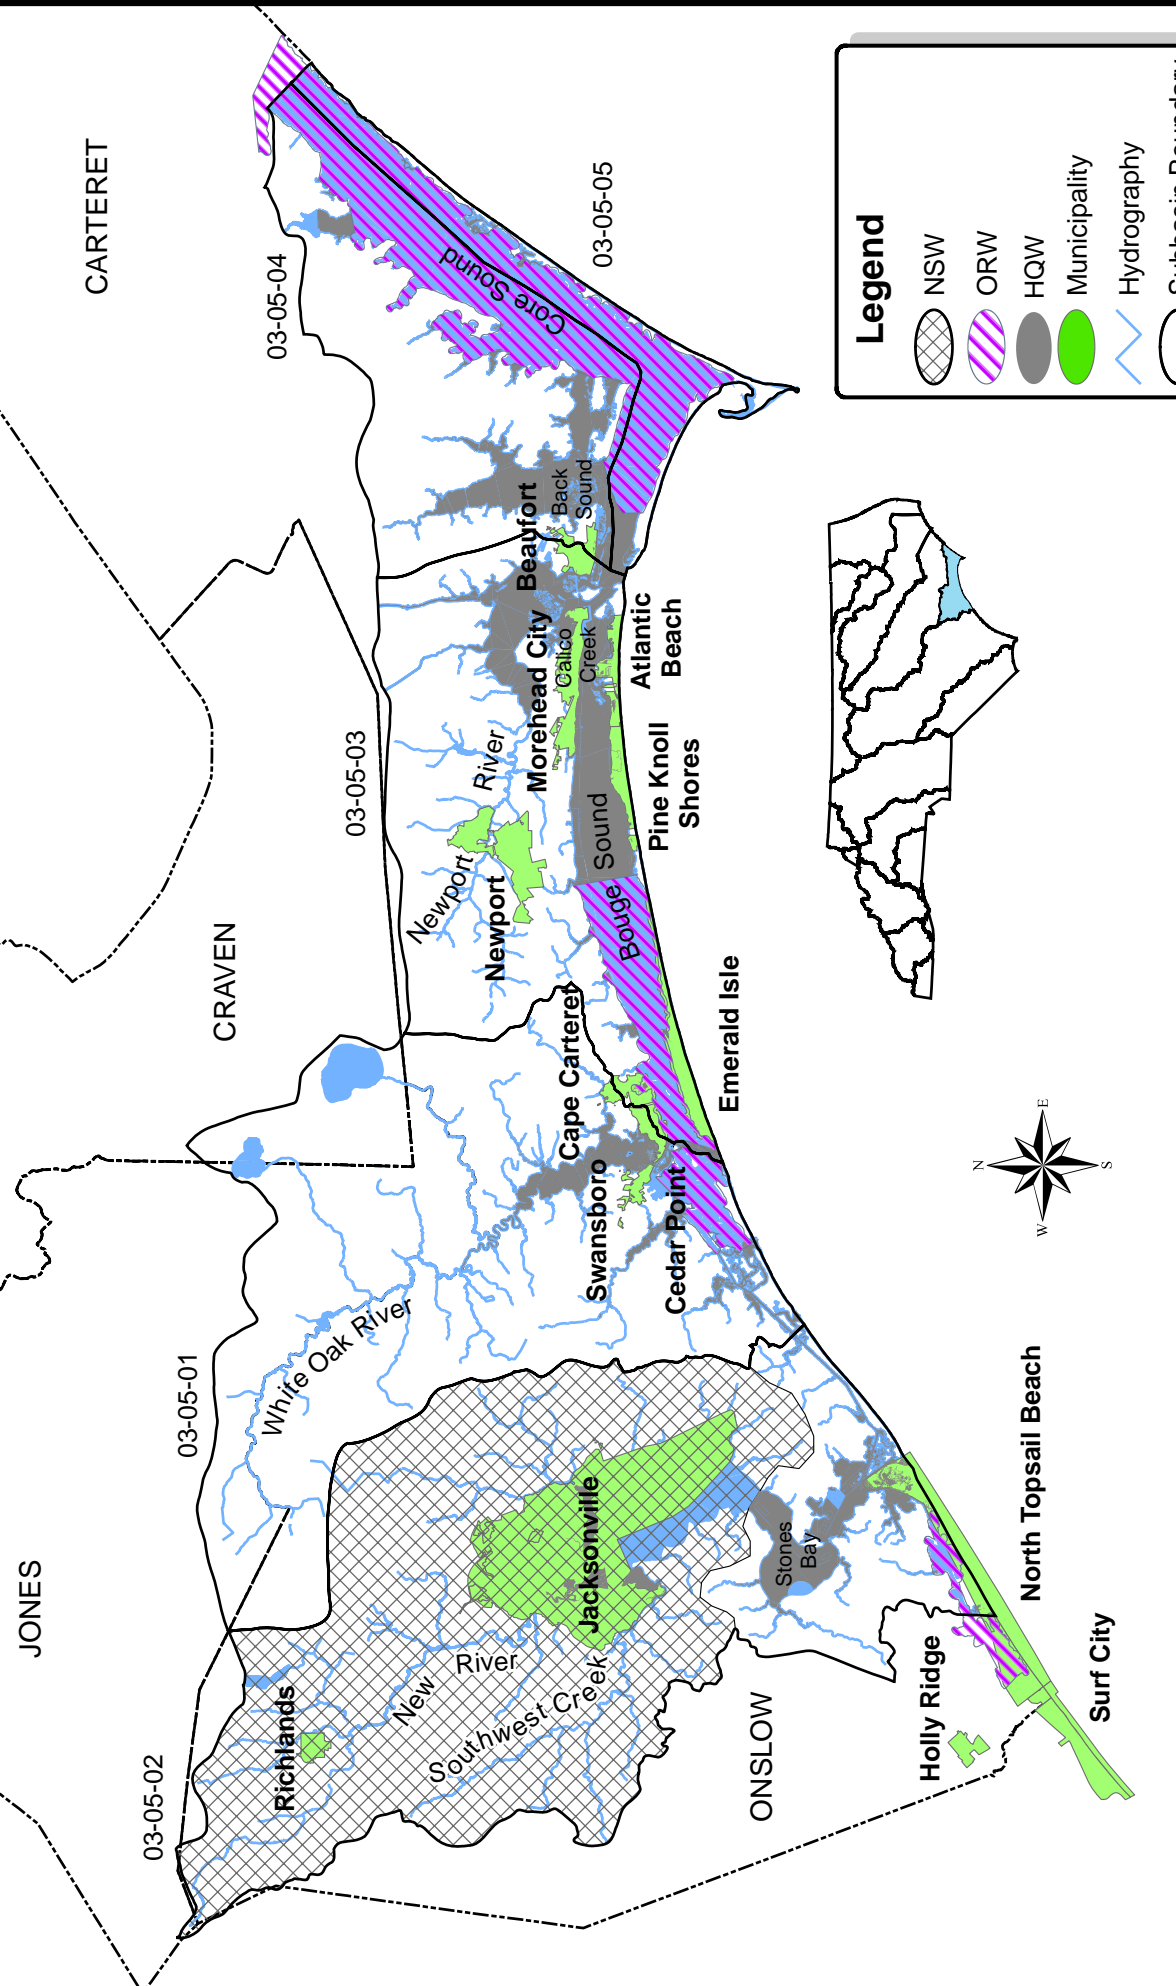 CARTERET
03-05-04
03-05-05
Core Sound
Back
Sound
Beaufort
Morehead City
Calico
Creek
Atlantic
Beach
03-05-03
River
Newport
Newport
Pine Knoll
Shores
Sound
Bouge
CRAVEN
Cape Carteret
Emerald Isle
Swansboro
Cedar Point
03-05-01
White Oak River
JONES
Jacksonville
Stones
Bay
North Topsail Beach
Surf City
Holly Ridge
ONSLOW
New
River
Southwest Creek
Richlands
03-05-02
Legend
NSW
ORW
HQW
Municipality
Hydrography
Subbasin Boundary
N
E
S
W